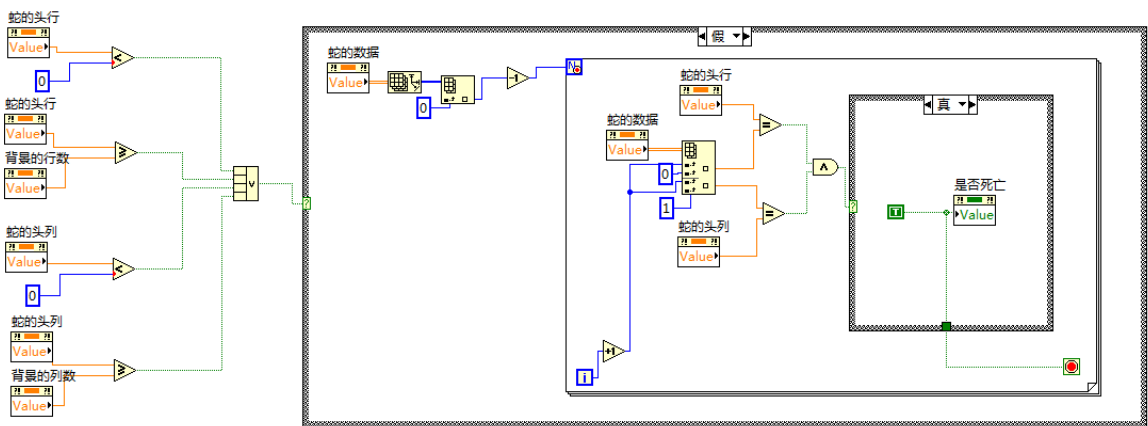 蛇的头行
Value
0
蛇的头行
Value
背景的行数
Value
蛇的头列
Value
0
蛇的头列
Value
背景的列数
Value
假
蛇的数据
Value
0
-1
N
蛇的头行
Value
蛇的数据
Value
0
1
蛇的头列
Value
+1
i
真
是否死亡
T
Value